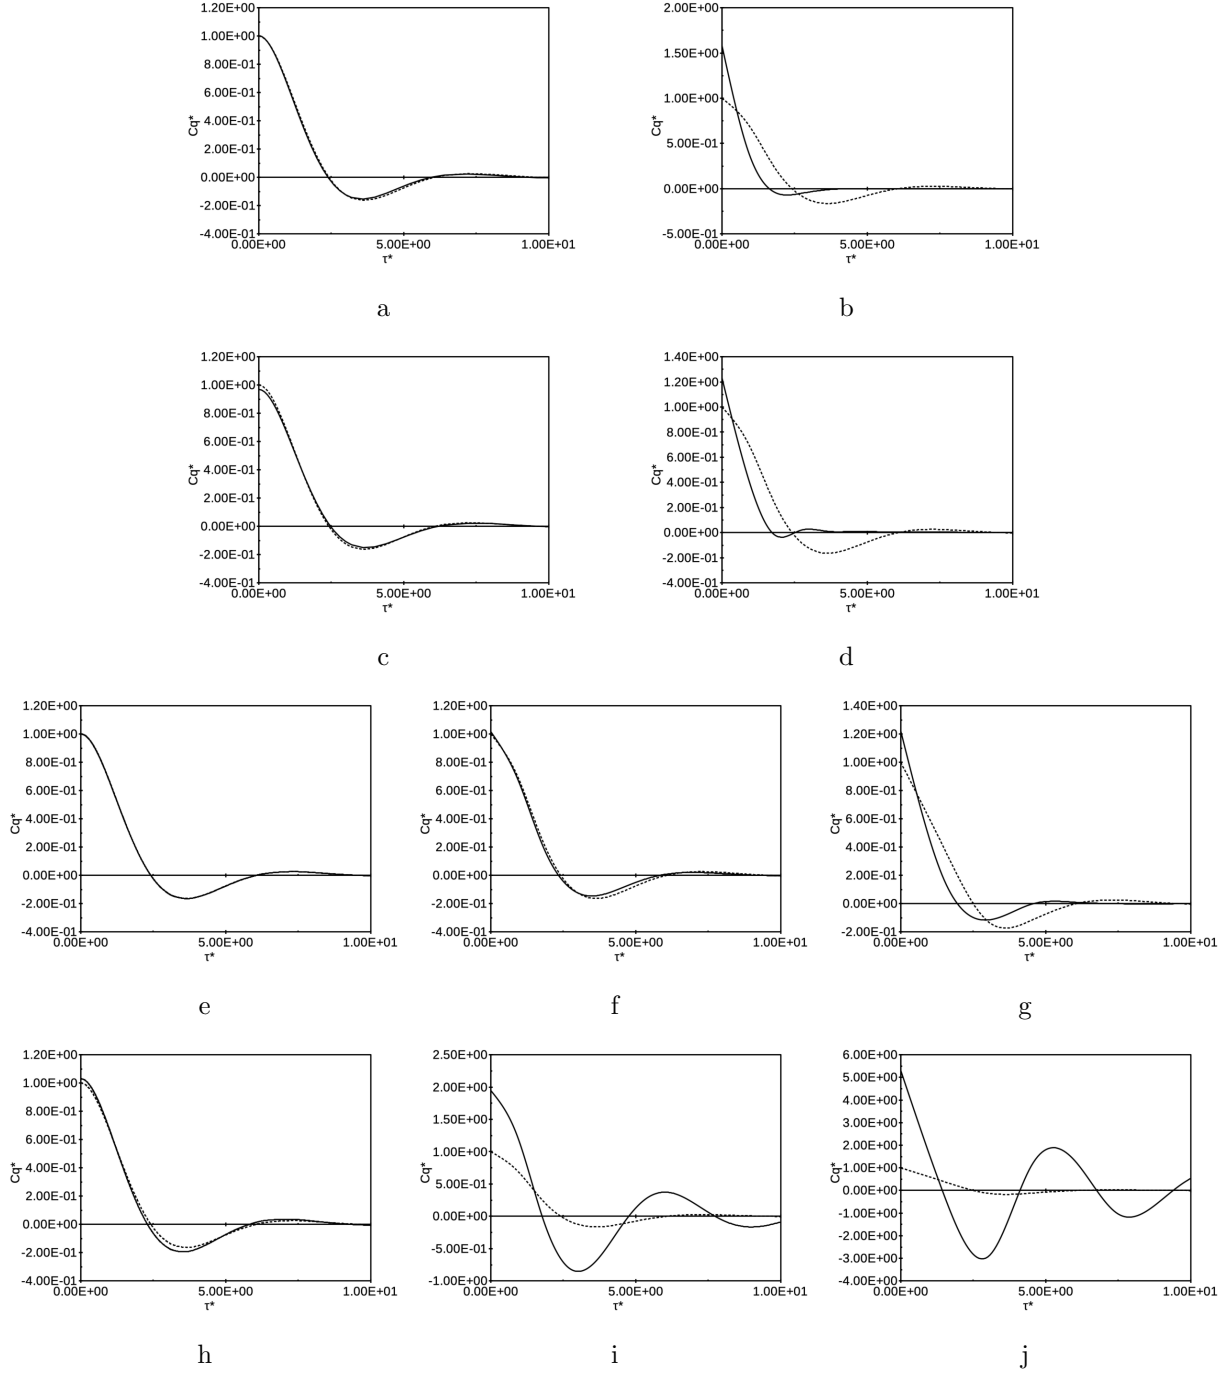 1.20E+00
1.00E+00
8.00E-01
6.00E-01
4.00E-01
2.00E-01
0.00E+00
-2.00E-01
-4.00E-01
Cq*
0.00E+00 5.00E+00 1.00E+01
τ*
a
2.00E+00
1.50E+00
1.00E+00
5.00E-01
0.00E+00
-5.00E-01
Cq*
0.00E+00 5.00E+00 1.00E+01
τ*
b
1.20E+00
1.00E+00
8.00E-01
6.00E-01
4.00E-01
2.00E-01
0.00E+00
-2.00E-01
-4.00E-01
Cq*
0.00E+00 5.00E+00 1.00E+01
τ*
c
1.40E+00
1.20E+00
1.00E+00
8.00E-01
6.00E-01
4.00E-01
2.00E-01
0.00E+00
-2.00E-01
-4.00E-01
Cq*
0.00E+00 5.00E+00 1.00E+01
τ*
d
1.20E+00
1.00E+00
8.00E-01
6.00E-01
4.00E-01
2.00E-01
0.00E+00
-2.00E-01
-4.00E-01
Cq*
0.00E+00 5.00E+00 1.00E+01
τ*
e
1.20E+00
1.00E+00
8.00E-01
6.00E-01
4.00E-01
2.00E-01
0.00E+00
-2.00E-01
-4.00E-01
Cq*
0.00E+00 5.00E+00 1.00E+01
τ*
f
1.40E+00
1.20E+00
1.00E+00
8.00E-01
6.00E-01
4.00E-01
2.00E-01
0.00E+00
-2.00E-01
Cq*
0.00E+00 5.00E+00 1.00E+01
τ*
g
1.20E+00
1.00E+00
8.00E-01
6.00E-01
4.00E-01
2.00E-01
0.00E+00
-2.00E-01
-4.00E-01
Cq*
0.00E+00 5.00E+00 1.00E+01
τ*
h
2.50E+00
2.00E+00
1.50E+00
1.00E+00
5.00E-01
0.00E+00
-5.00E-01
-1.00E+00
Cq*
0.00E+00 5.00E+00 1.00E+01
τ*
i
6.00E+00
5.00E+00
4.00E+00
3.00E+00
2.00E+00
1.00E+00
0.00E+00
-1.00E+00
-2.00E+00
-3.00E+00
-4.00E+00
Cq*
0.00E+00 5.00E+00 1.00E+01
τ*
j